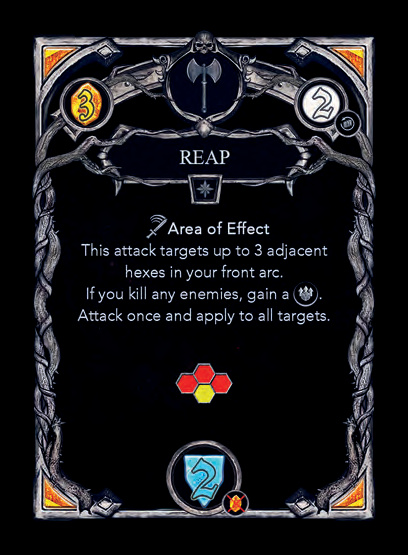 3
2
REAP
Area of Effect
This attack targets up to 3 adjacent
hexes in your front arc.
If you kill any enemies, gain a .
Attack once and apply to all targets.
2